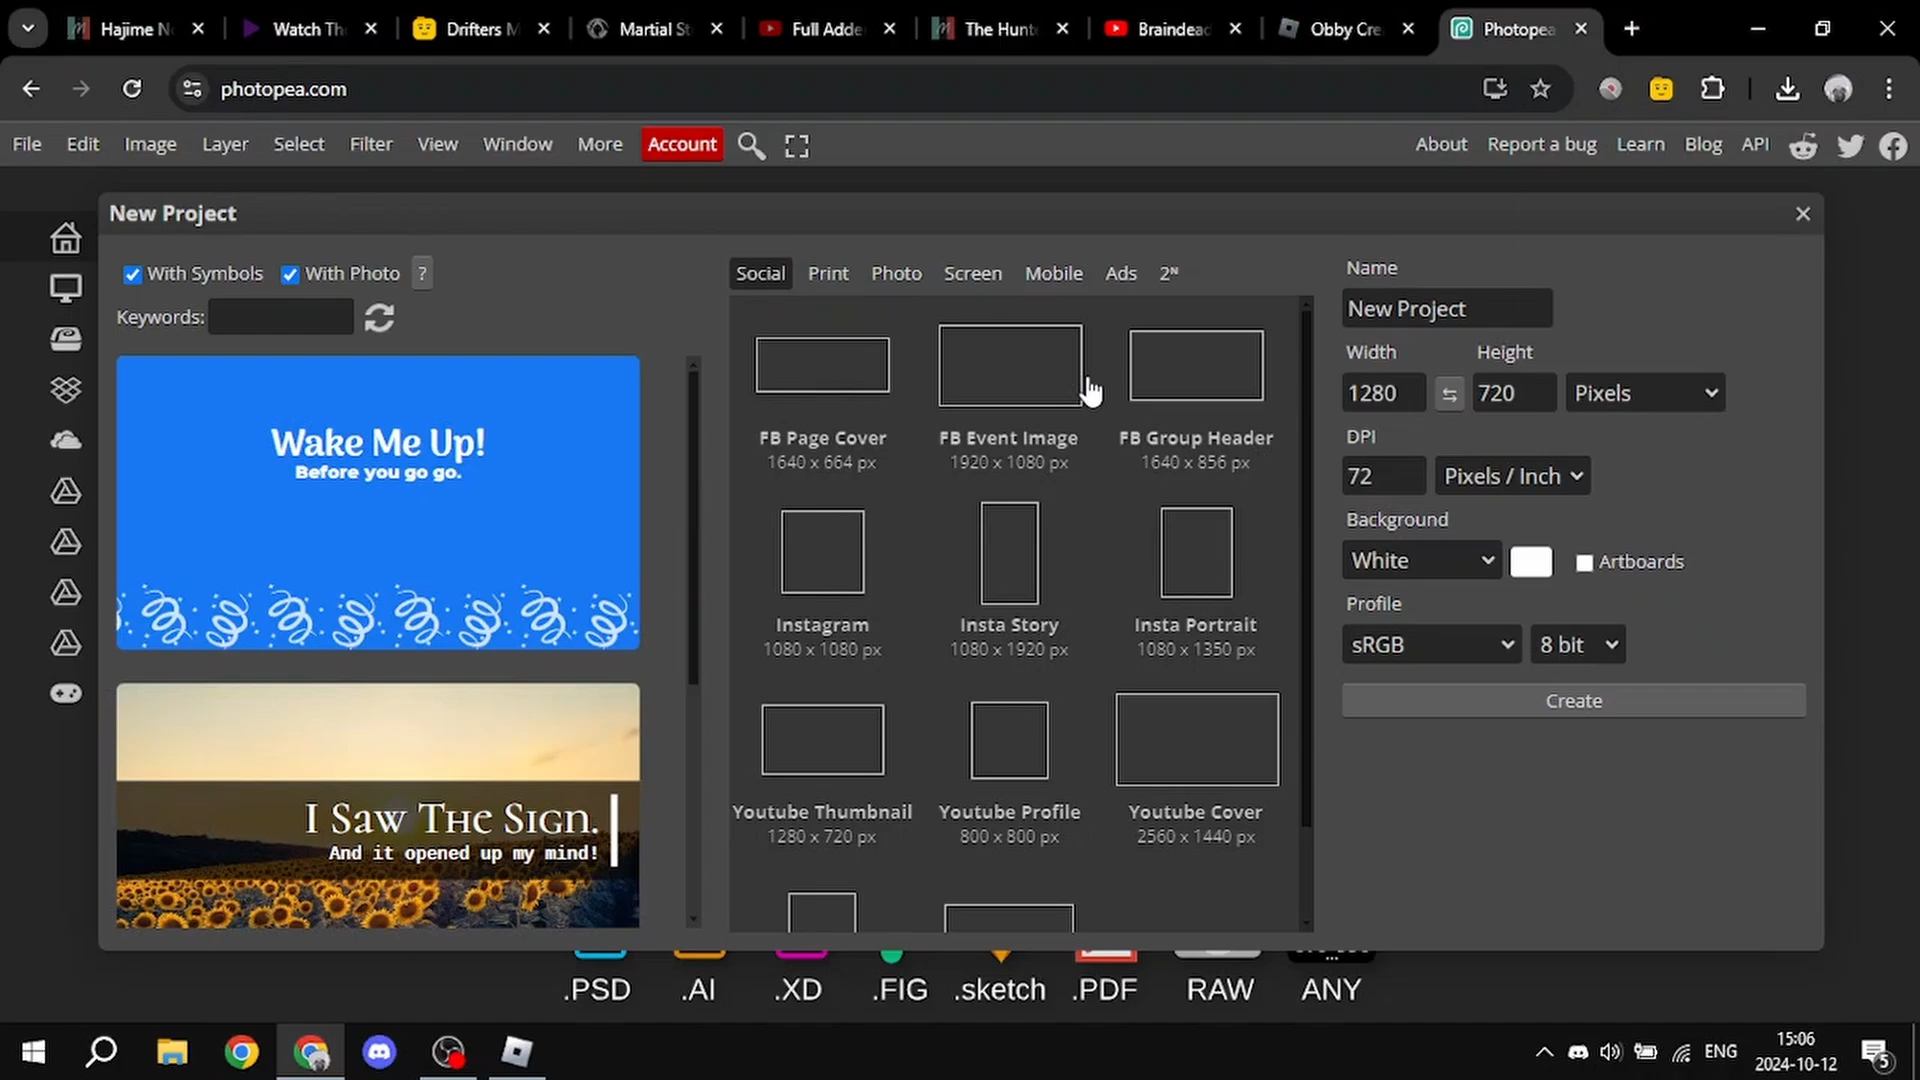 Hajime N
Watch Th
Drifters M
Martial St
Full Adde
The Hunt
Braindead
Obby Cre
Photopea
photopea.com
File Edit Image Layer Select Filter View Window More Account
About Report a bug Learn Blog API
New Project
With Symbols With Photo ?
Keywords:
Wake Me Up!
Before you go go.
I Saw The Sign.
And it opened up my mind!
Social Print Photo Screen Mobile Ads 2ᴺ
FB Page Cover
1640 x 664 px
FB Event Image
1920 x 1080 px
FB Group Header
1640 x 856 px
Instagram
1080 x 1080 px
Insta Story
1080 x 1920 px
Insta Portrait
1080 x 1350 px
Youtube Thumbnail
1280 x 720 px
Youtube Profile
800 x 800 px
Youtube Cover
2560 x 1440 px
Name
New Project
Width Height
1280 720 Pixels
DPI
72 Pixels / Inch
Background
White Artboards
Profile
sRGB 8 bit
Create
.PSD .AI .XD .FIG .sketch .PDF RAW ANY
ENG
15:06
2024-10-12
5